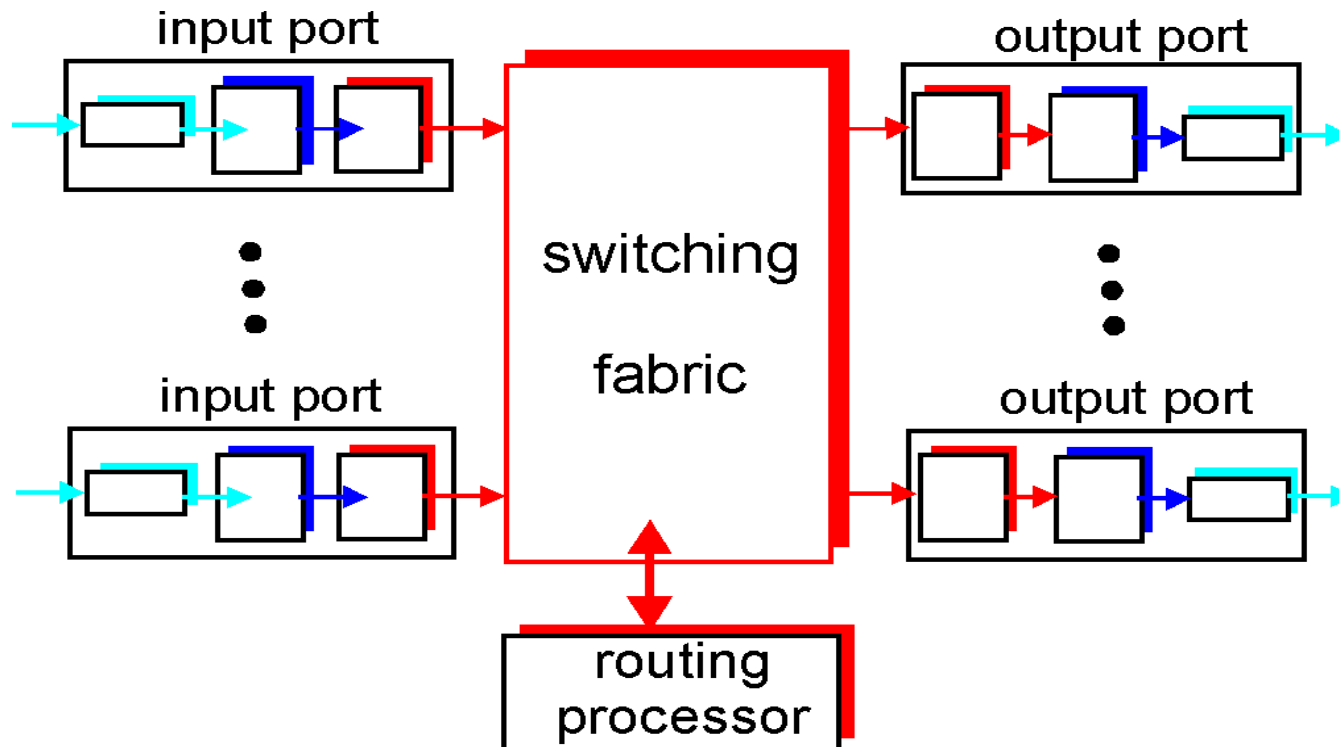 input port
output port
switching
fabric
input port
output port
routing
processor